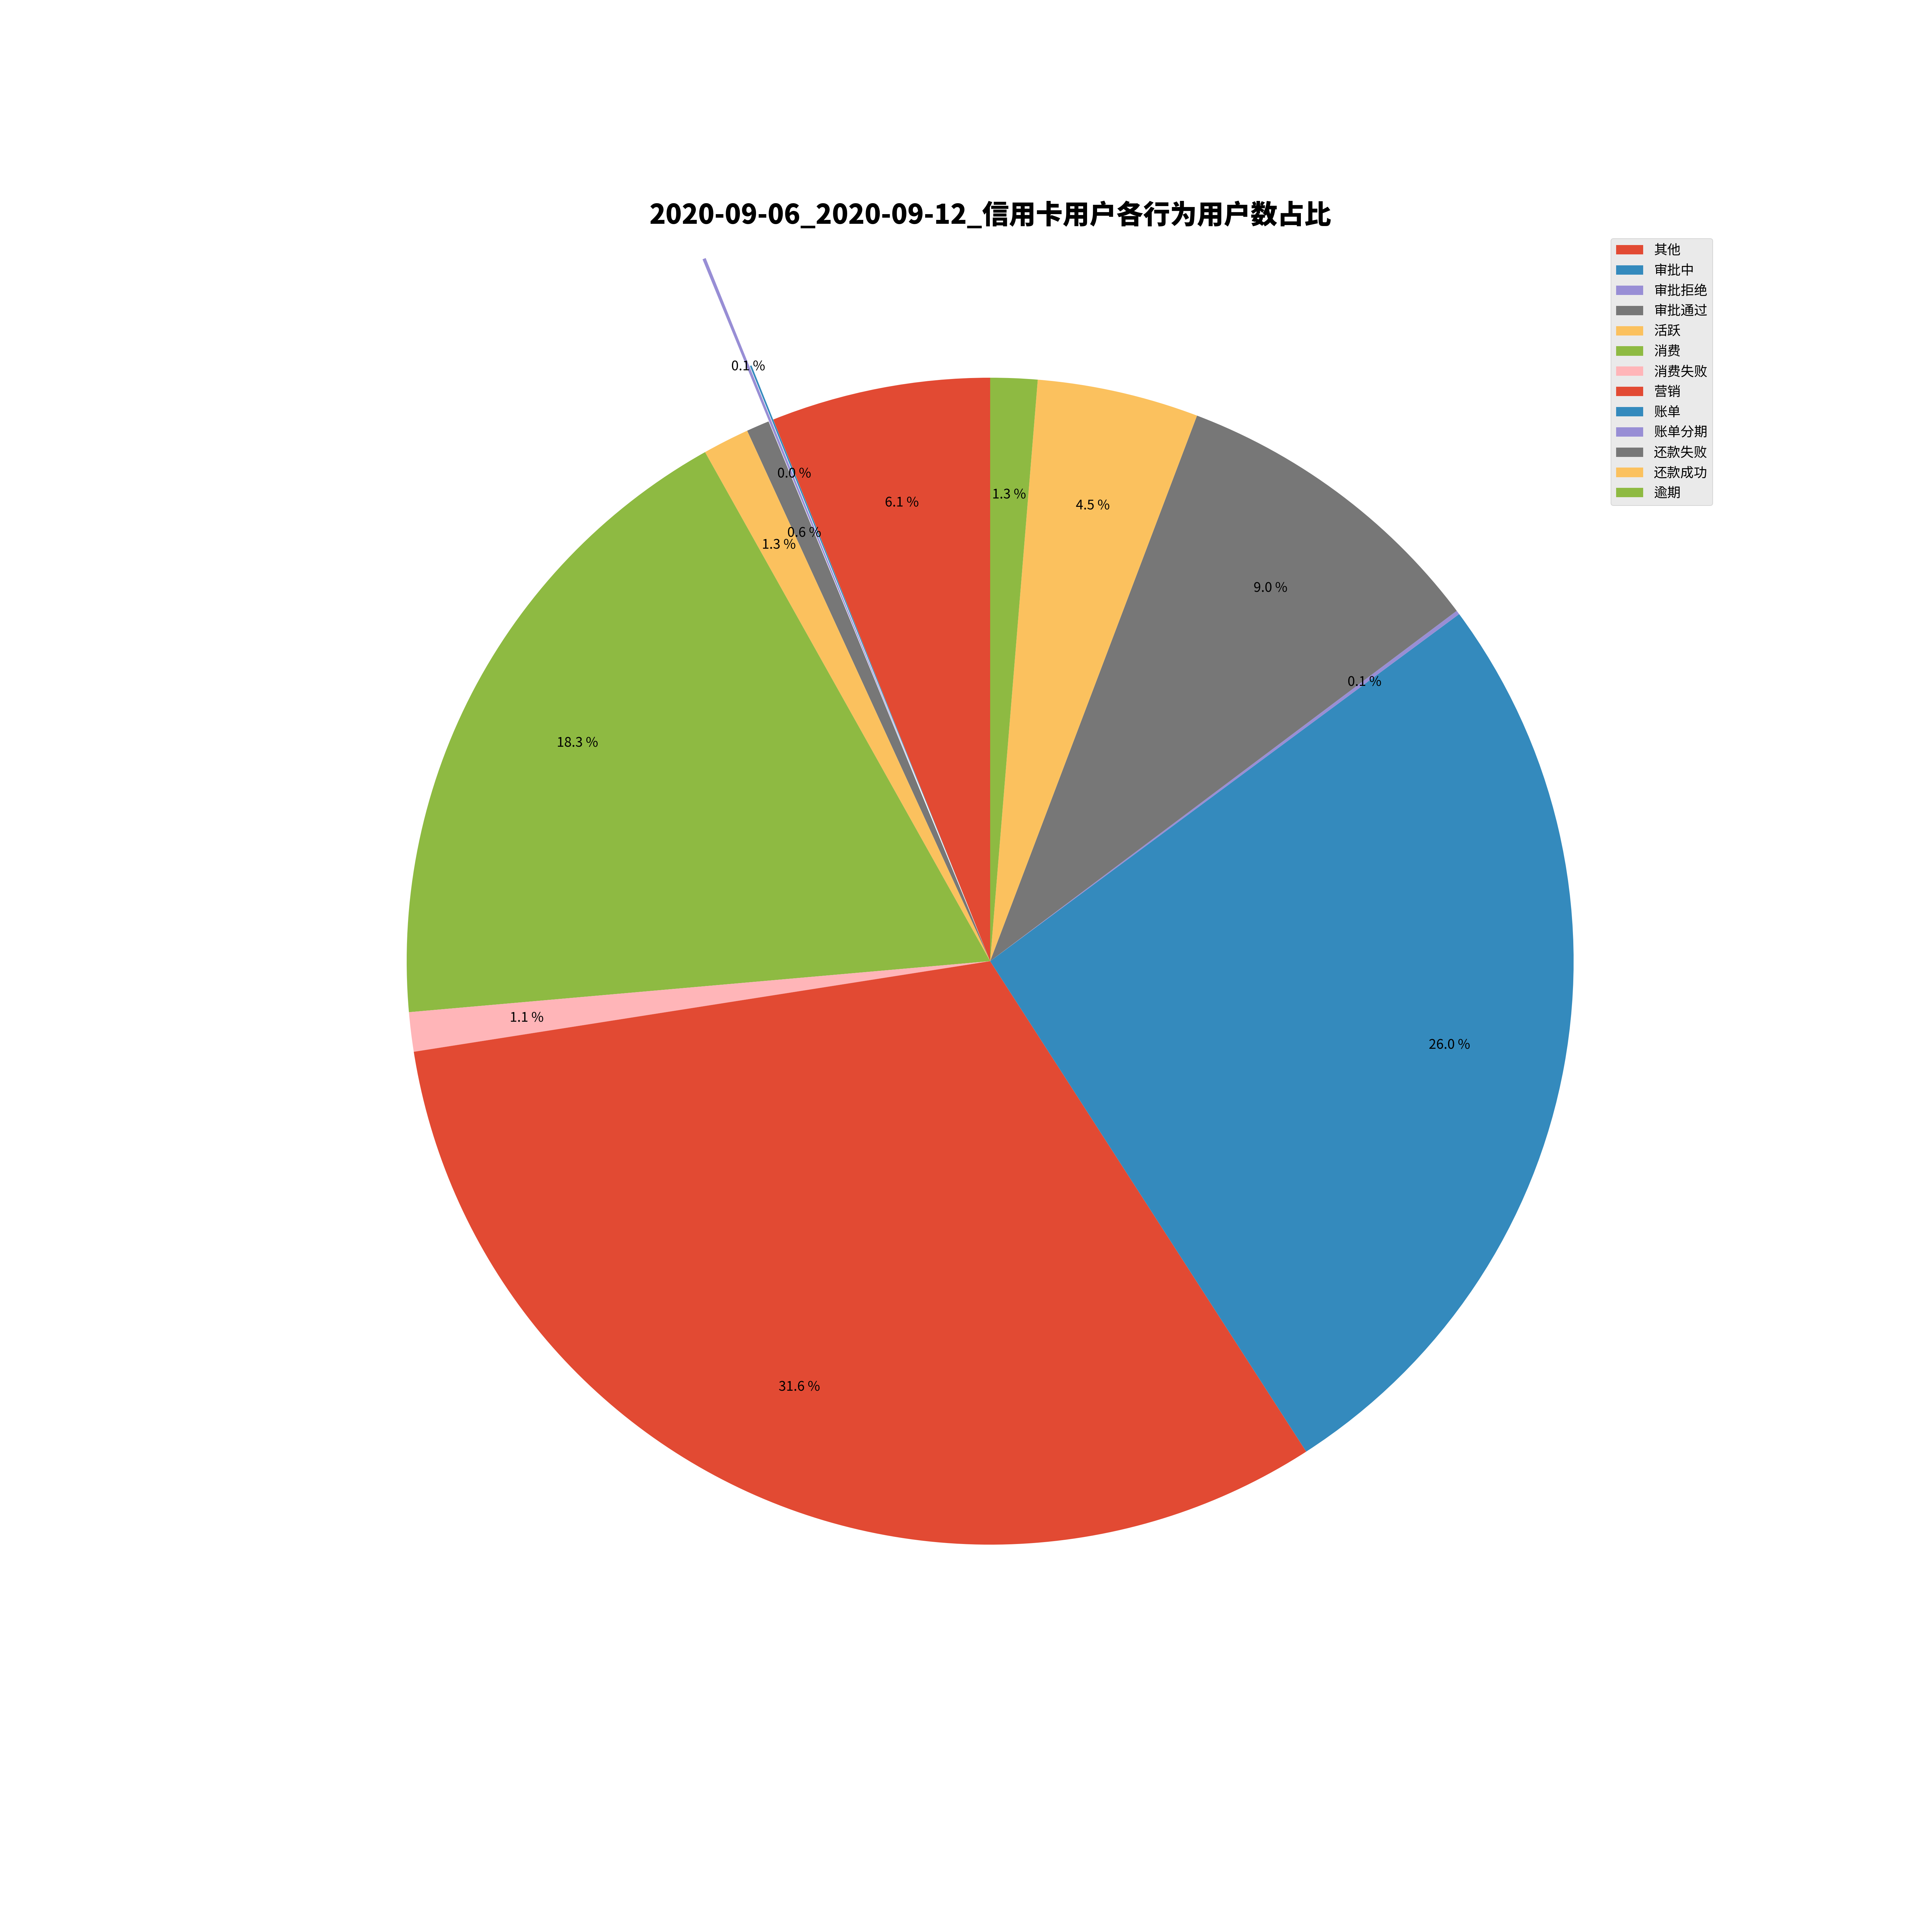 2020-09-06_2020-09-12_信用卡用户各行为用户数占比
其他
审批中
审批拒绝
审批通过
活跃
消费
消费失败
营销
账单
账单分期
还款失败
还款成功
逾期
0.1 %
0.0 %
6.1 %
1.3 %
4.5 %
0.6 %
1.3 %
9.0 %
0.1 %
18.3 %
1.1 %
26.0 %
31.6 %